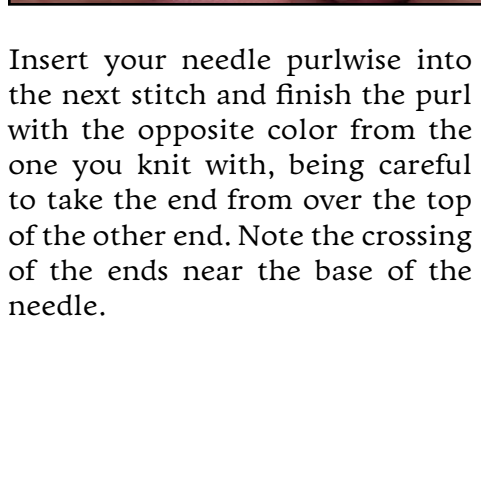 Insert your needle purlwise into
the next stitch and finish the purl
with the opposite color from the
one you knit with, being careful
to take the end from over the top
of the other end. Note the crossing
of the ends near the base of the
needle.